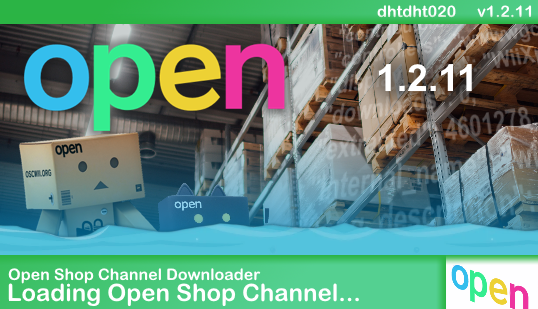 dhtdht020 v1.2.11
open
1.2.11
4601278
open
OSCWII.ORG
open
Open Shop Channel Downloader
Loading Open Shop Channel...
open